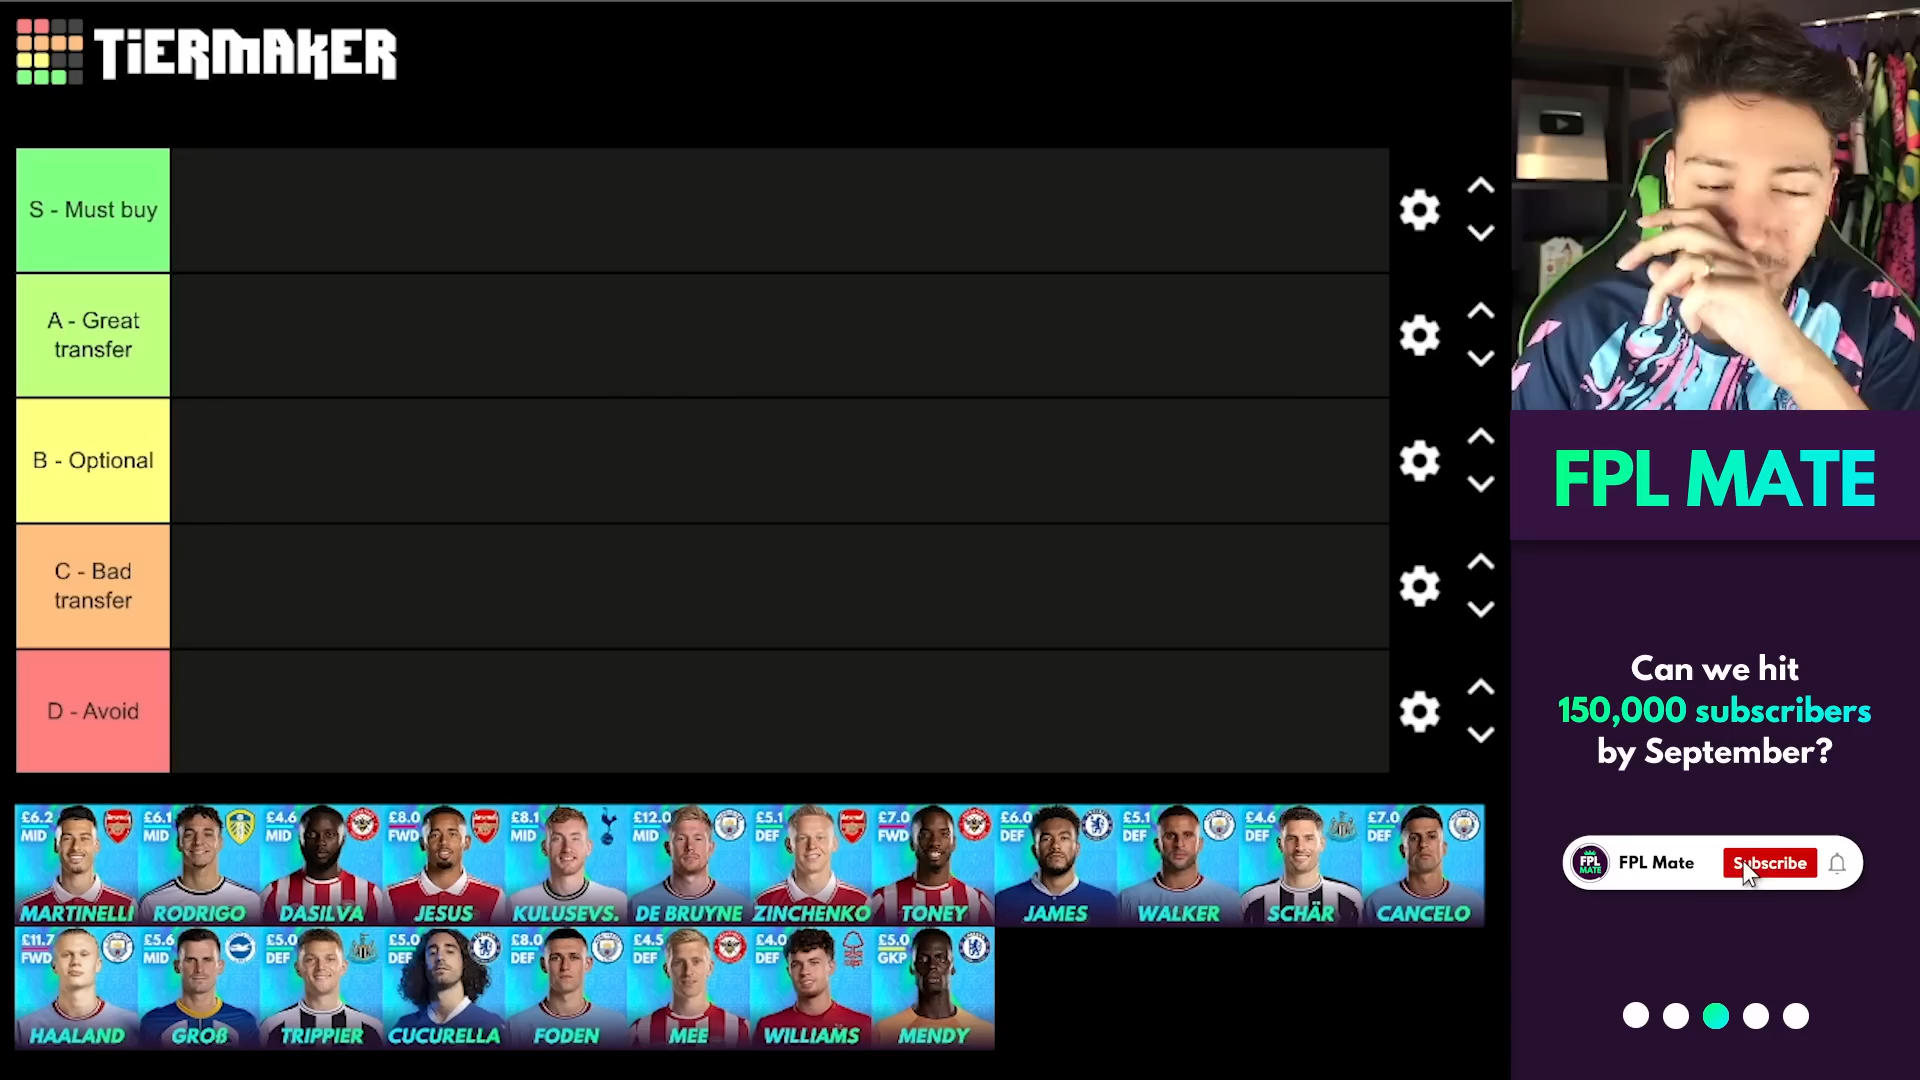 TiERMAKER
S - Must buy
A - Great
transfer
B - Optional
C - Bad
transfer
D - Avoid
£6.2 MID MARTINELLI
£6.1 MID RODRIGO
£4.6 MID DASILVA
£8.0 FWD JESUS
£8.1 MID KULUSEVS.
£12.0 MID DE BRUYNE
£5.1 DEF ZINCHENKO
£7.0 FWD TONEY
£6.0 DEF JAMES
£5.1 DEF WALKER
£4.6 DEF SCHÄR
£7.0 DEF CANCELO
£11.7 FWD HAALAND
£5.6 MID GROß
£5.0 DEF TRIPPIER
£5.0 DEF CUCURELLA
£8.0 DEF FODEN
£4.5 DEF MEE
£4.0 DEF WILLIAMS
£5.0 GKP MENDY
FPL MATE
Can we hit
150,000 subscribers
by September?
FPL MATE
FPL Mate
Subscribe